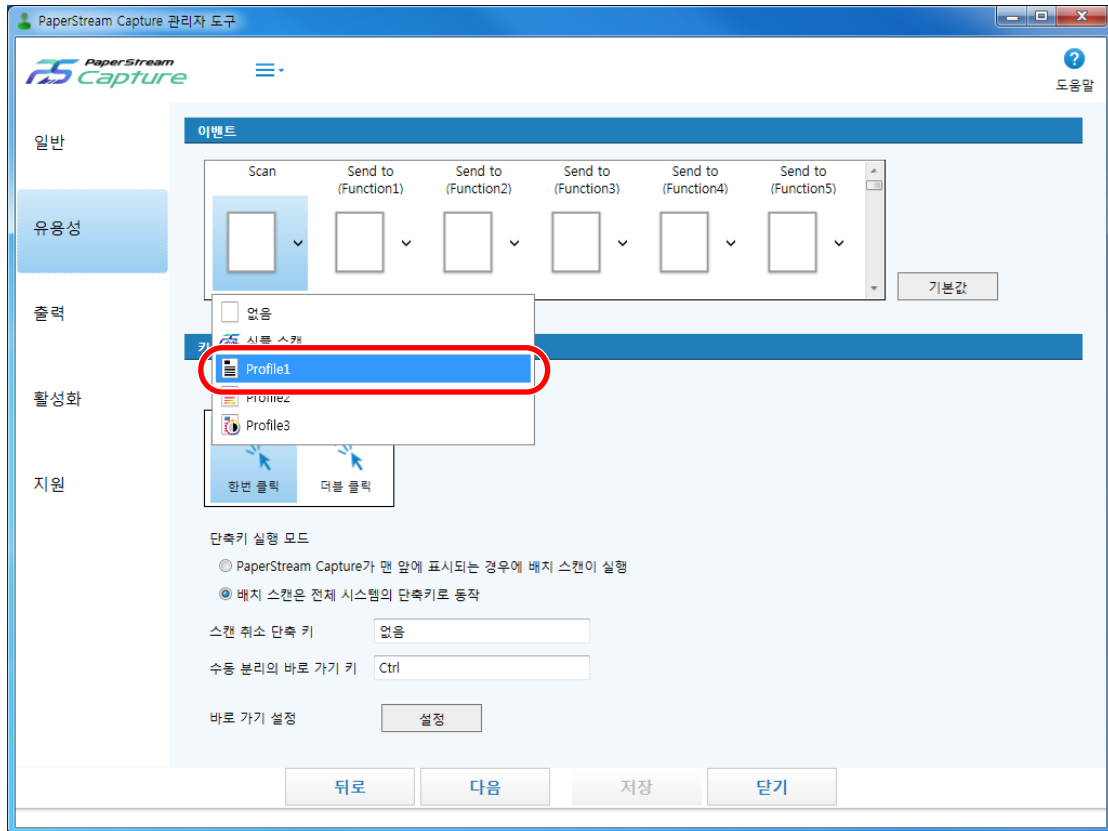 PaperStream Capture 관리자 도구
PaperStream
Capture
도움말
일반
유용성
출력
활성화
지원
이벤트
Scan
Send to
(Function1)
Send to
(Function2)
Send to
(Function3)
Send to
(Function4)
Send to
(Function5)
기본값
없음
심플 스캔
Profile1
Profile2
Profile3
한번 클릭
더블 클릭
단축키 실행 모드
PaperStream Capture가 맨 앞에 표시되는 경우에 배치 스캔이 실행
배치 스캔은 전체 시스템의 단축키로 동작
스캔 취소 단축 키 없음
수동 분리의 바로 가기 키 Ctrl
바로 가기 설정 설정
뒤로
다음
저장
닫기